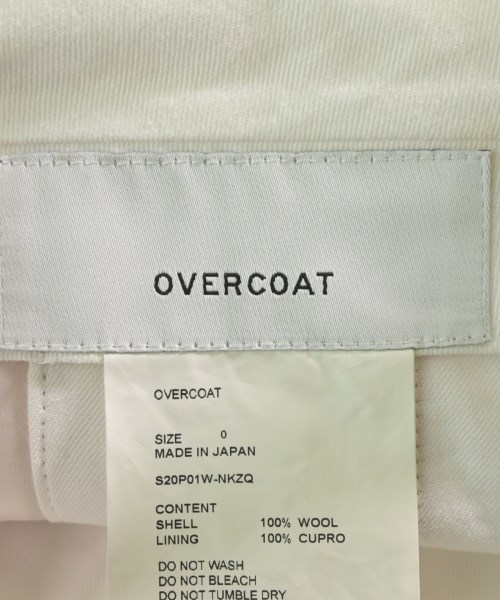 OVERCOAT
OVERCOAT
SIZE 0
MADE IN JAPAN
S20P01W-NKZQ
CONTENT
SHELL 100% WOOL
LINING 100% CUPRO
DO NOT WASH
DO NOT BLEACH
DO NOT TUMBLE DRY